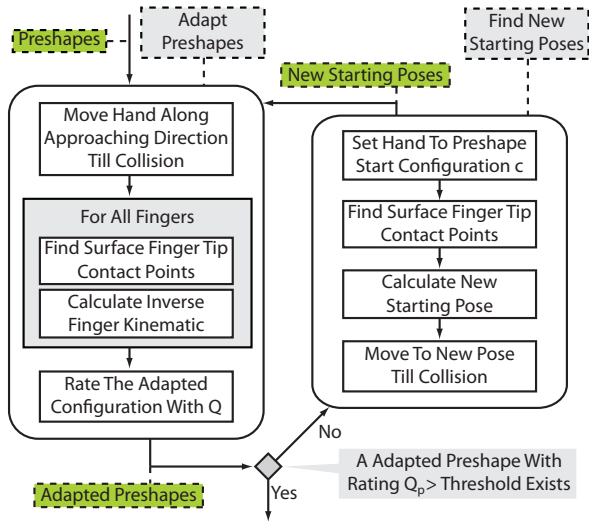 Preshapes
Adapt
Preshapes
Move Hand Along
Approaching Direction
Till Collision
For All Fingers
Find Surface Finger Tip
Contact Points
Calculate Inverse
Finger Kinematic
Rate The Adapted
Configuration With Q
Adapted Preshapes
Find New
Starting Poses
New Starting Poses
Set Hand To Preshape
Start Configuration c
Find Surface Finger Tip
Contact Points
Calculate New
Starting Pose
Move To New Pose
Till Collision
No
Yes
A Adapted Preshape With
Rating Qp> Threshold Exists